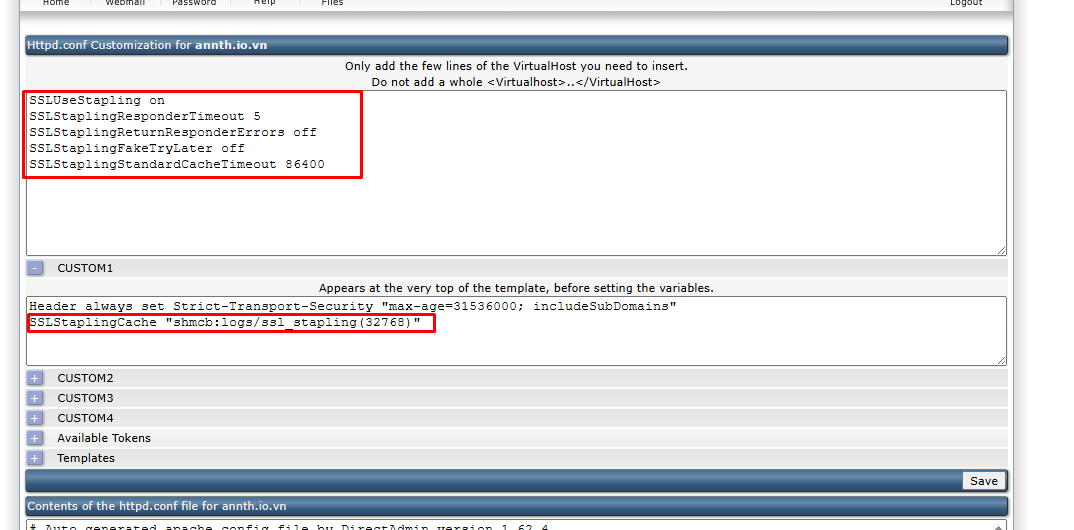 Home Webmail Password Help Files Logout
Httpd.conf Customization for annth.io.vn
Only add the few lines of the VirtualHost you need to insert.
Do not add a whole <Virtualhost>..</VirtualHost>
SSLUseStapling on
SSLStaplingResponderTimeout 5
SSLStaplingReturnResponderErrors off
SSLStaplingFakeTryLater off
SSLStaplingStandardCacheTimeout 86400
- CUSTOM1
Appears at the very top of the template, before setting the variables.
Header always set Strict-Transport-Security "max-age=31536000; includeSubDomains"
SSLStaplingCache "shmcb:logs/ssl_stapling(32768)"
+ CUSTOM2
+ CUSTOM3
+ CUSTOM4
+ Available Tokens
+ Templates
Save
Contents of the httpd.conf file for annth.io.vn
# Auto generated apache config file by DirectAdmin version 1.62.4